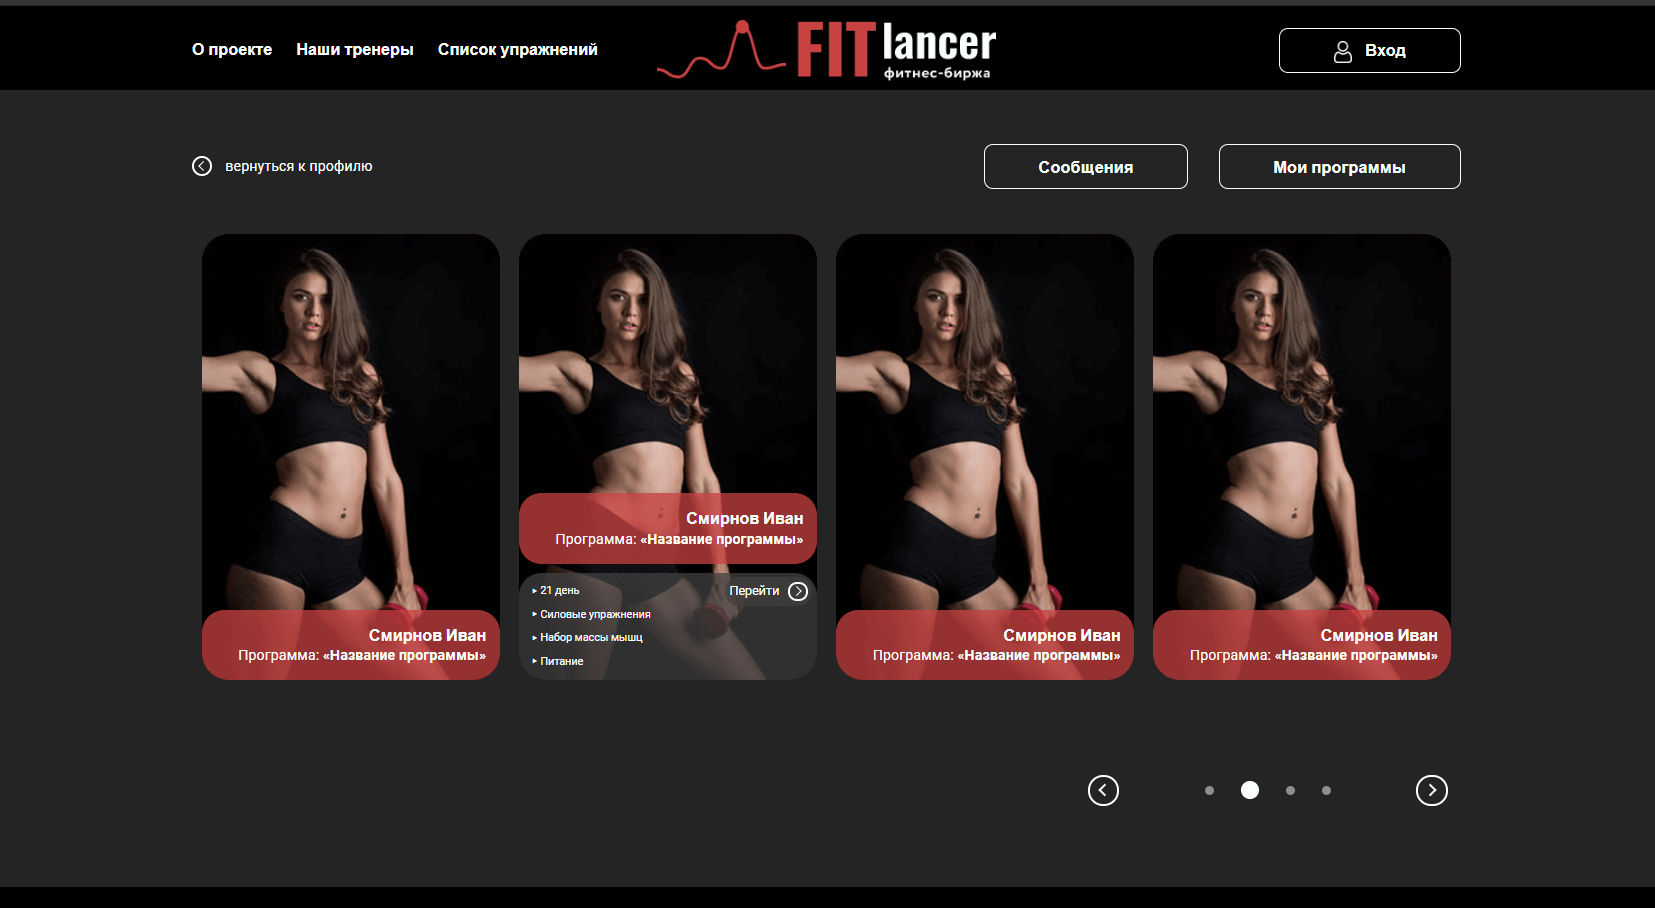 О проекте Наши тренеры Список упражнений
FIT lancer
фитнес-биржа
Вход
вернуться к профилю
Сообщения
Мои программы
Смирнов Иван
Программа: «Название программы»
Смирнов Иван
Программа: «Название программы»
21 день
Перейти
Силовые упражнения
Набор массы мышц
Питание
Смирнов Иван
Программа: «Название программы»
Смирнов Иван
Программа: «Название программы»